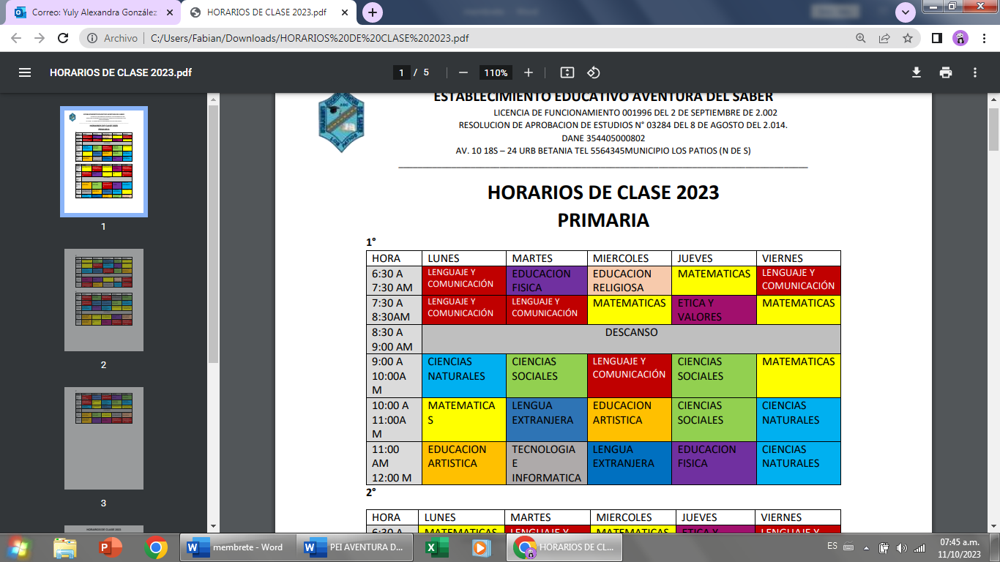 Correo: Yuly Alexandra González
HORARIOS DE CLASE 2023.pdf
Archivo C:/Users/Fabian/Downloads/HORARIOS%20DE%20CLASE%202023.pdf
HORARIOS DE CLASE 2023.pdf
1 / 5
110%
ESTABLECIMIENTO EDUCATIVO AVENTURA DEL SABER
LICENCIA DE FUNCIONAMIENTO 001996 DEL 2 DE SEPTIEMBRE DE 2.002
RESOLUCION DE APROBACION DE ESTUDIOS N° 03284 DEL 8 DE AGOSTO DEL 2.014.
DANE 354405000802
AV. 10 18S – 24 URB BETANIA TEL 5564345MUNICIPIO LOS PATIOS (N DE S)
HORARIOS DE CLASE 2023
PRIMARIA
1°
HORA LUNES MARTES MIERCOLES JUEVES VIERNES
6:30 A LENGUAJE Y EDUCACION EDUCACION MATEMATICAS LENGUAJE Y
7:30 AM COMUNICACIÓN FISICA RELIGIOSA COMUNICACIÓN
7:30 A LENGUAJE Y LENGUAJE Y MATEMATICAS ETICA Y MATEMATICAS
8:30AM COMUNICACIÓN COMUNICACIÓN VALORES
8:30 A DESCANSO
9:00 AM
9:00 A CIENCIAS CIENCIAS LENGUAJE Y CIENCIAS MATEMATICAS
10:00A NATURALES SOCIALES COMUNICACIÓN SOCIALES
M
10:00 A MATEMATICA LENGUA EDUCACION CIENCIAS CIENCIAS
11:00A S EXTRANJERA ARTISTICA SOCIALES NATURALES
M
11:00 EDUCACION TECNOLOGIA LENGUA EDUCACION CIENCIAS
AM ARTISTICA E EXTRANJERA FISICA NATURALES
12:00 M INFORMATICA
2°
HORA LUNES MARTES MIERCOLES JUEVES VIERNES
6:30 A MATEMATICAS LENGUAJE Y MATEMATICAS ETICA Y LENGUAJE Y
1
2
3
membrete - Word
PEI AVENTURA D...
HORARIOS DE CL...
ES
07:45 a.m.
11/10/2023